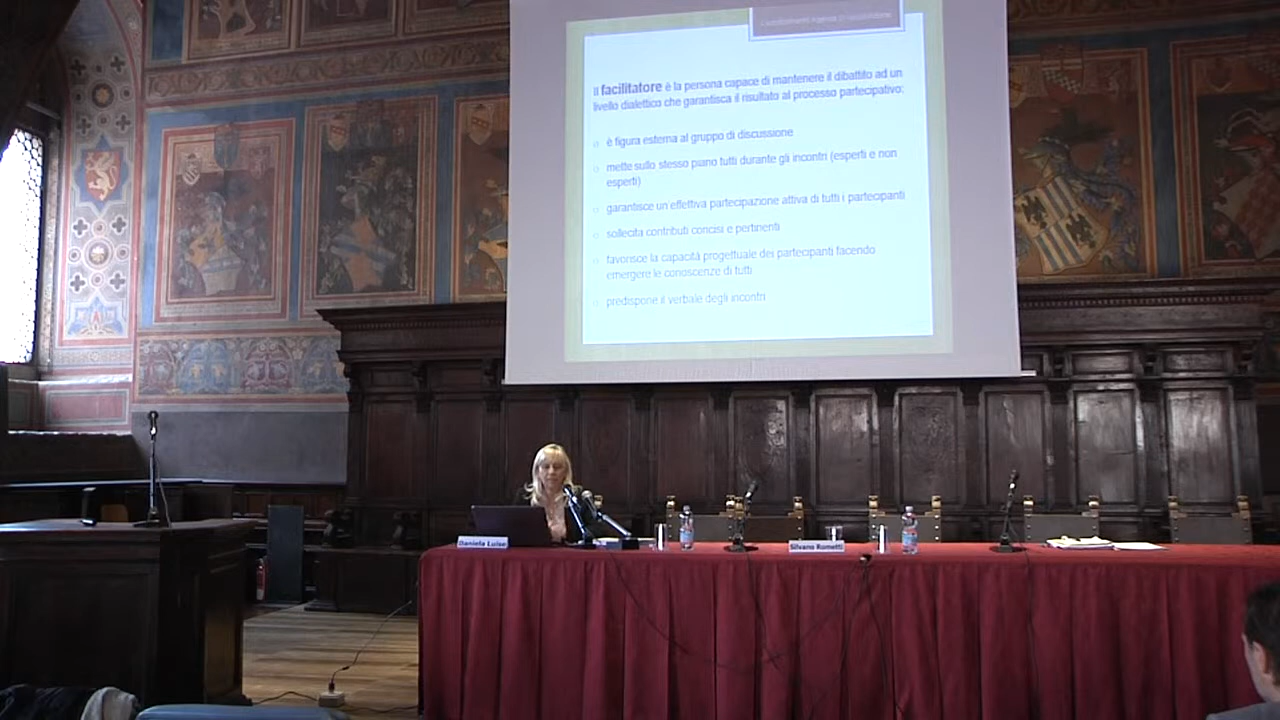 Il facilitatore è la persona capace di mantenere il dibattito ad un
livello dialettico che garantisca il risultato al processo partecipativo:
è figura esterna al gruppo di discussione
mette sullo stesso piano tutti durante gli incontri (esperti e non
esperti)
garantisce un effettiva partecipazione attiva di tutti i partecipanti
sollecita contributi concisi e pertinenti
favorisce la capacità progettuale dei partecipanti facendo
emergere le conoscenze di tutti
predispone il verbale degli incontri
Daniela Luise
Silvano Rometti